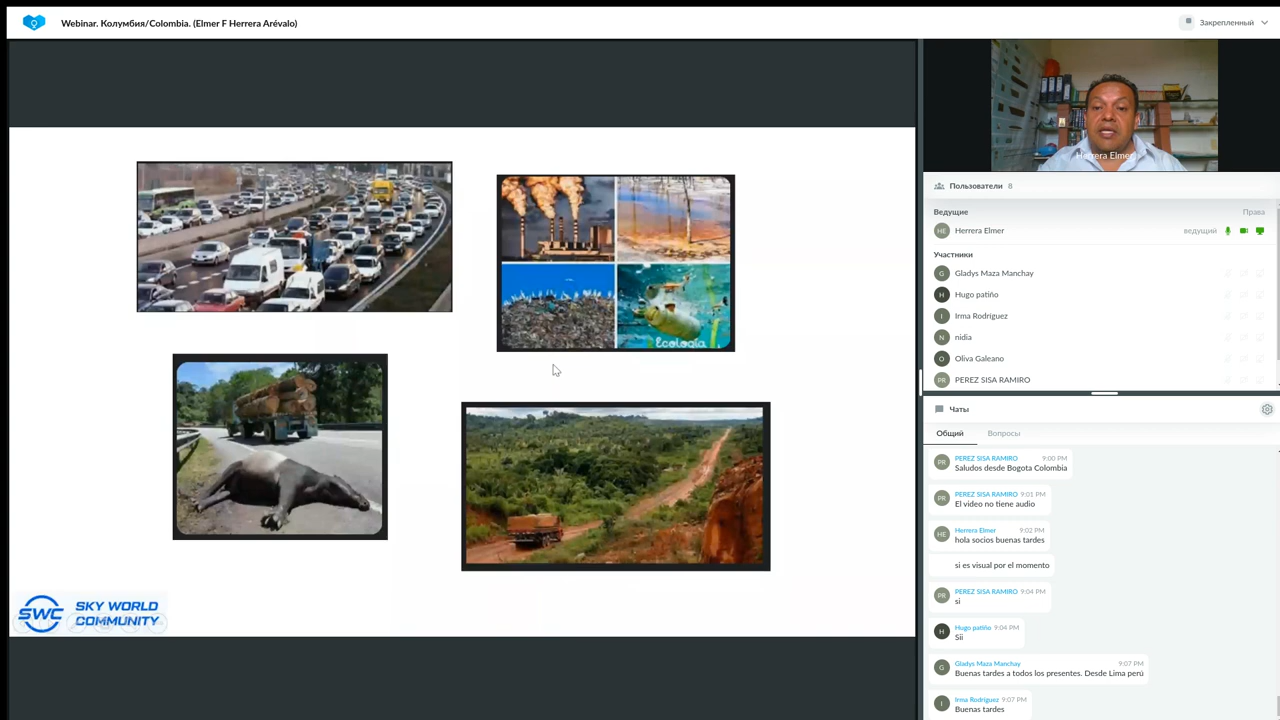 Webinar. Колумбия/Colombia. (Elmer F Herrera Arévalo)
Закрепленный
Ecología
SWC SKY WORLD
COMMUNITY
Herrera Elmer
Пользователи 8
Ведущие Права
HE Herrera Elmer ведущий
Участники
G Gladys Maza Manchay
H Hugo patiño
I Irma Rodríguez
N nidia
O Oliva Galeano
PR PEREZ SISA RAMIRO
Чаты
Общий Вопросы
PR PEREZ SISA RAMIRO 9:00 PM
Saludos desde Bogota Colombia
PR PEREZ SISA RAMIRO 9:01 PM
El video no tiene audio
HE Herrera Elmer 9:02 PM
hola socios buenas tardes
si es visual por el momento
PR PEREZ SISA RAMIRO 9:04 PM
si
H Hugo patiño 9:04 PM
Sii
G Gladys Maza Manchay 9:07 PM
Buenas tardes a todos los presentes. Desde Lima perú
I Irma Rodríguez 9:07 PM
Buenas tardes